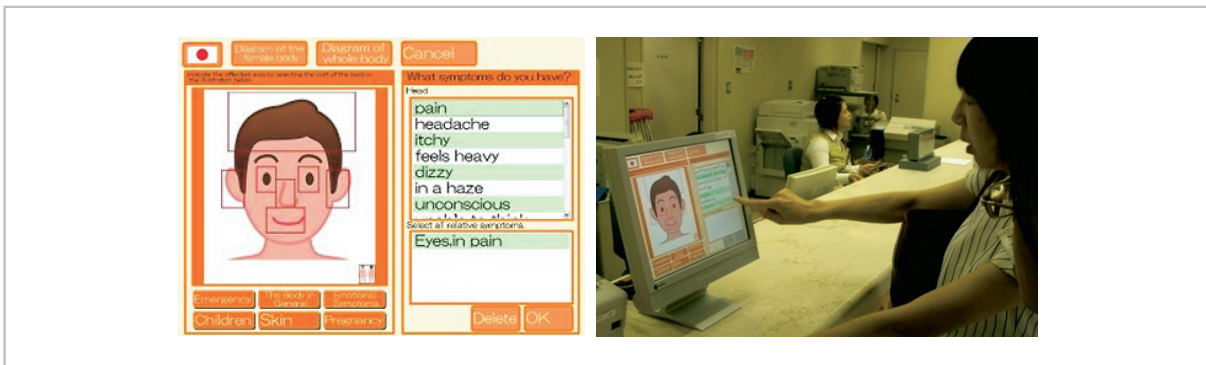 Diagram of the
female body
Diagram of
whole body
Cancel
Indicate the affected area by selecting the part of the body in
the illustration below.
What symptoms do you have?
Head
pain
headache
itchy
feels heavy
dizzy
in a haze
unconscious
unable to think
Select all relative symptoms.
Eyes,in pain
Emergency
The Body in
General
Emotional
Symptoms
Children
Skin
Pregnancy
Delete
OK